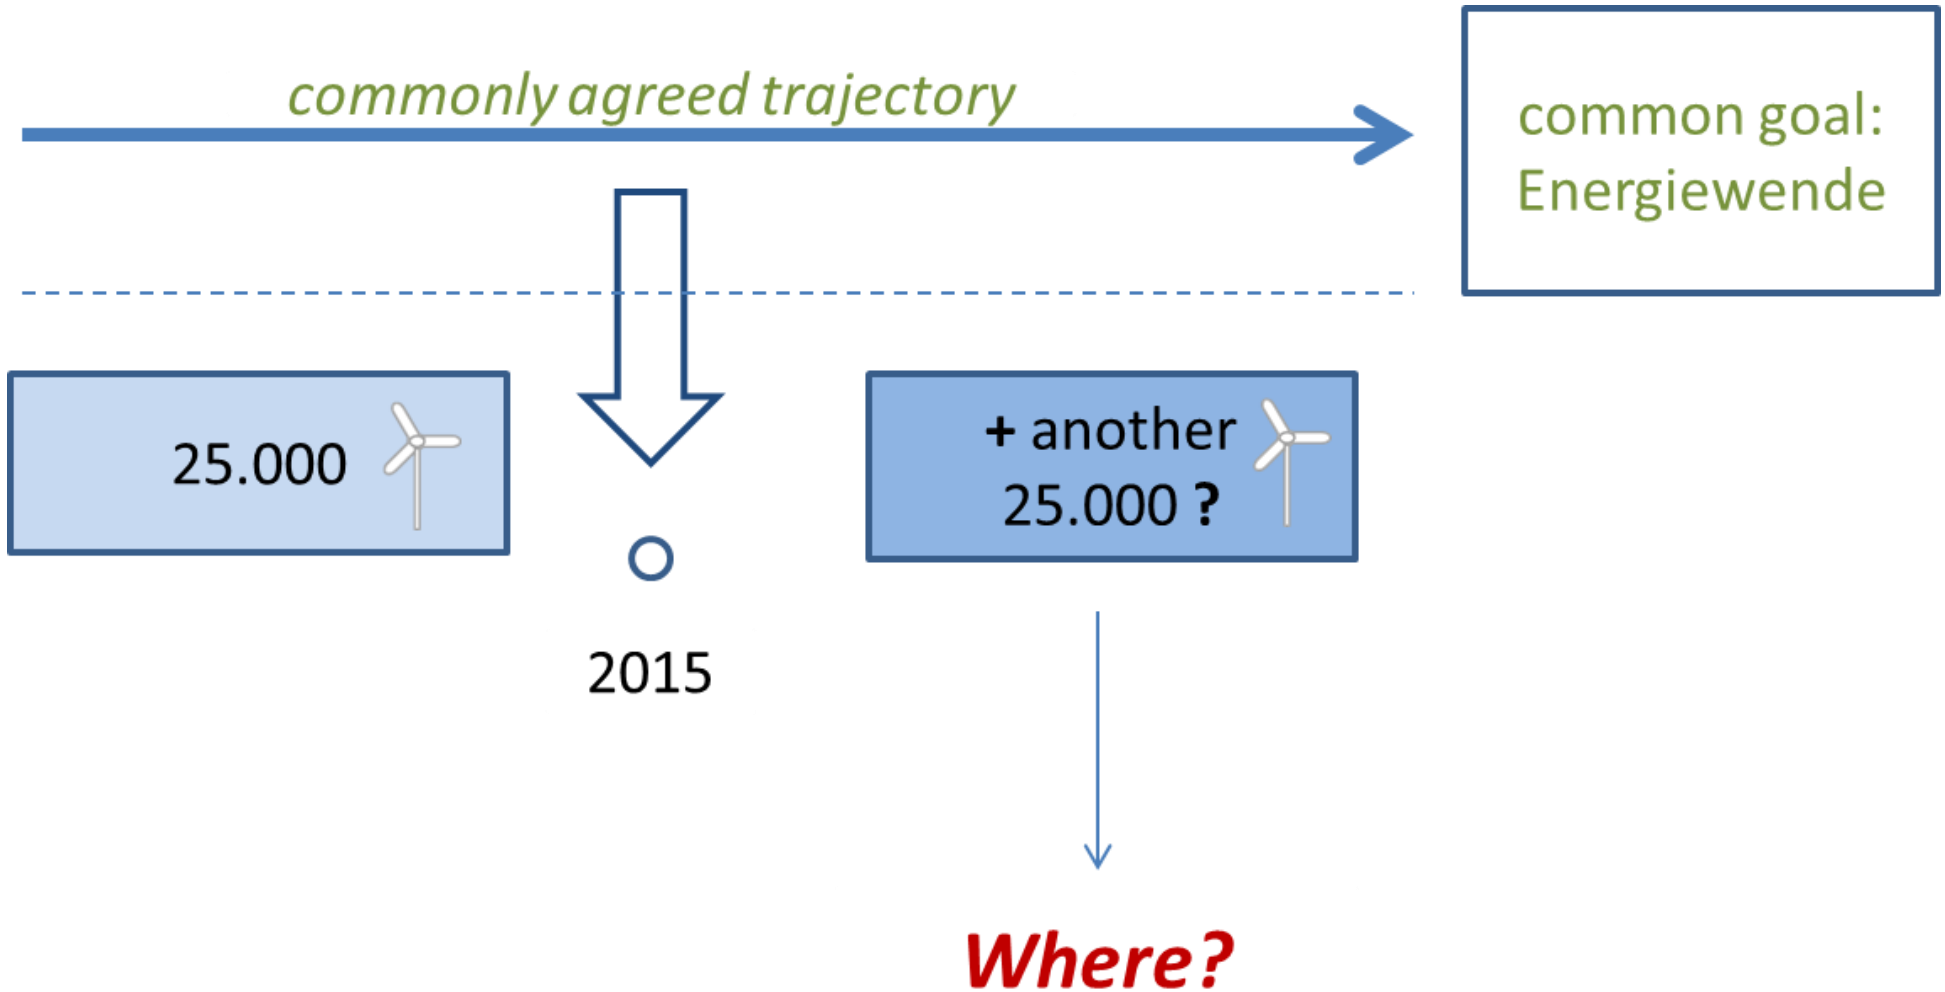 commonly agreed trajectory
common goal:
Energiewende
25.000
+ another
25.000 ?
2015
Where?